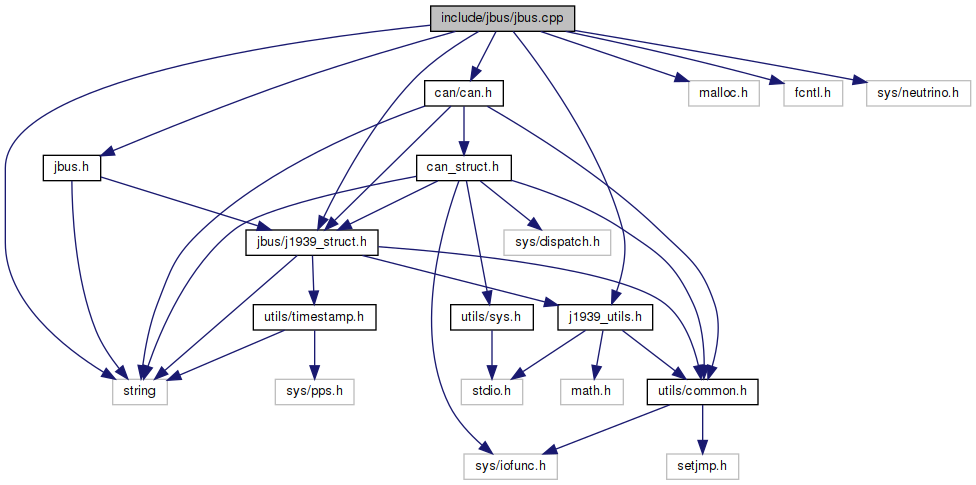 include/jbus/jbus.cpp
can/can.h
malloc.h
fcntl.h
sys/neutrino.h
jbus.h
can_struct.h
jbus/j1939_struct.h
sys/dispatch.h
utils/timestamp.h
utils/sys.h
j1939_utils.h
string
sys/pps.h
stdio.h
math.h
utils/common.h
sys/iofunc.h
setjmp.h